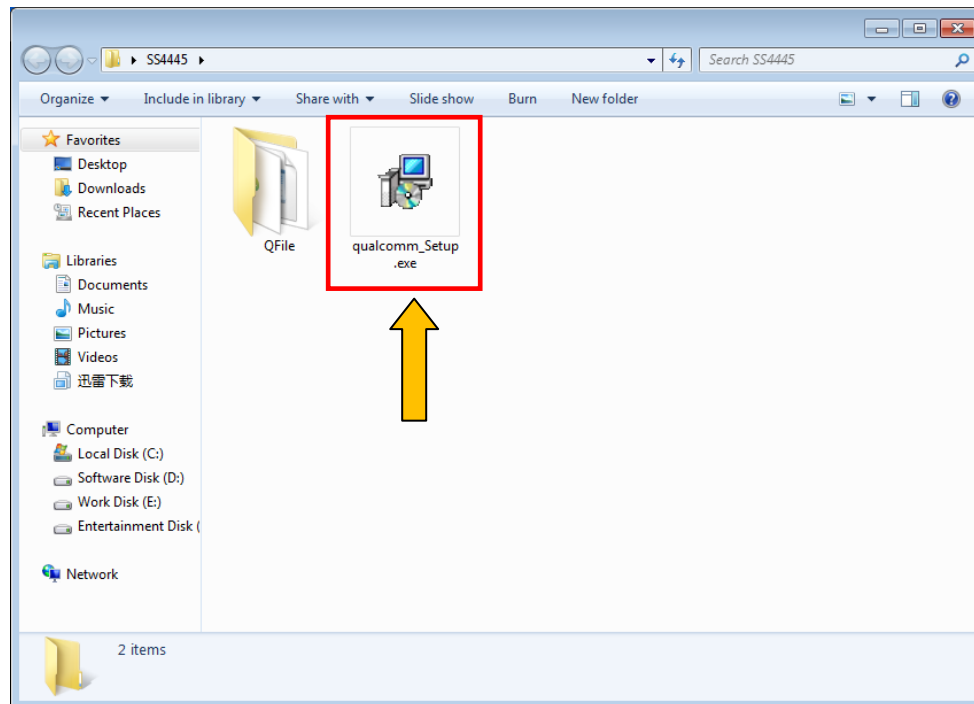 SS4445
Search SS4445
Organize
Include in library
Share with
Slide show
Burn
New folder
Favorites
Desktop
Downloads
Recent Places
Libraries
Documents
Music
Pictures
Videos
迅雷下载
Computer
Local Disk (C:)
Software Disk (D:)
Work Disk (E:)
Entertainment Disk (
Network
QFile
qualcomm_Setup
.exe
2 items